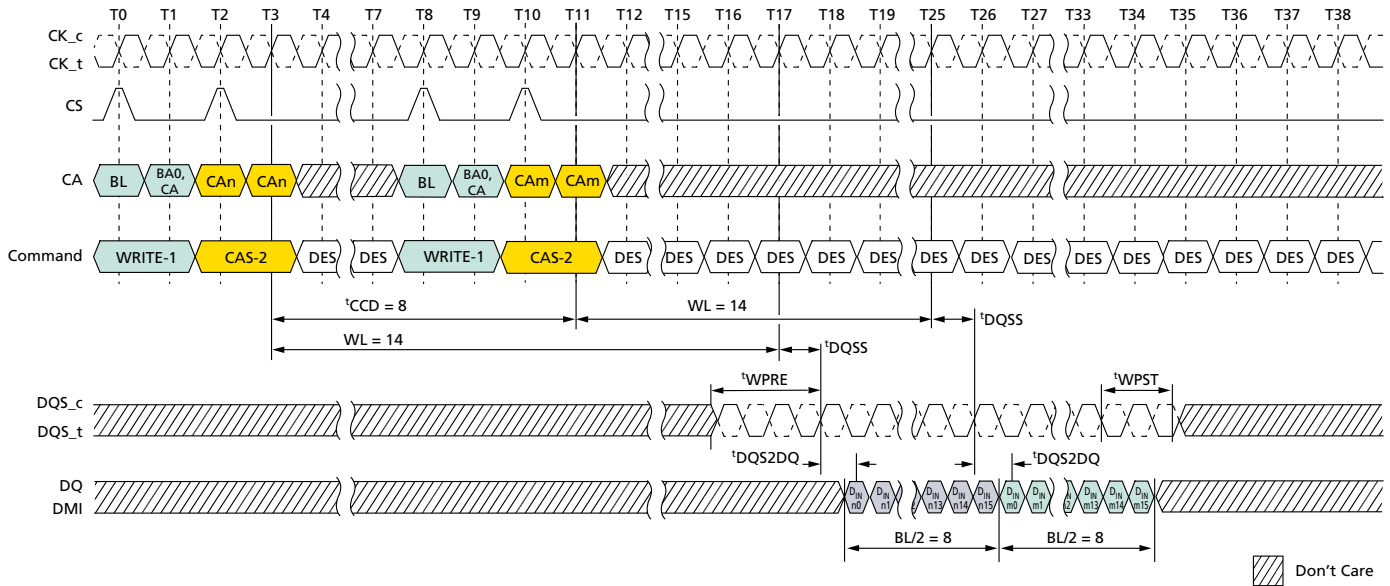 T0 T1 T2 T3 T4 T7 T8 T9 T10 T11 T12 T15 T16 T17 T18 T19 T25 T26 T27 T33 T34 T35 T36 T37 T38
CK_c
CK_t
CS
CA BL BA0, CA CAn CAn BL BA0, CA CAm CAm
Command WRITE-1 CAS-2 DES DES WRITE-1 CAS-2 DES DES DES DES DES DES DES DES DES DES DES DES DES DES DES DES
tCCD = 8 WL = 14 tDQSS
WL = 14 tDQSS
tWPRE tWPST
DQS_c
DQS_t
tDQS2DQ tDQS2DQ
DQ
DMI
DIN n0 DIN n1 DIN n13 DIN n14 DIN n15 DIN m0 DIN m1 DIN m13 DIN m14 DIN m15
BL/2 = 8 BL/2 = 8
Don't Care